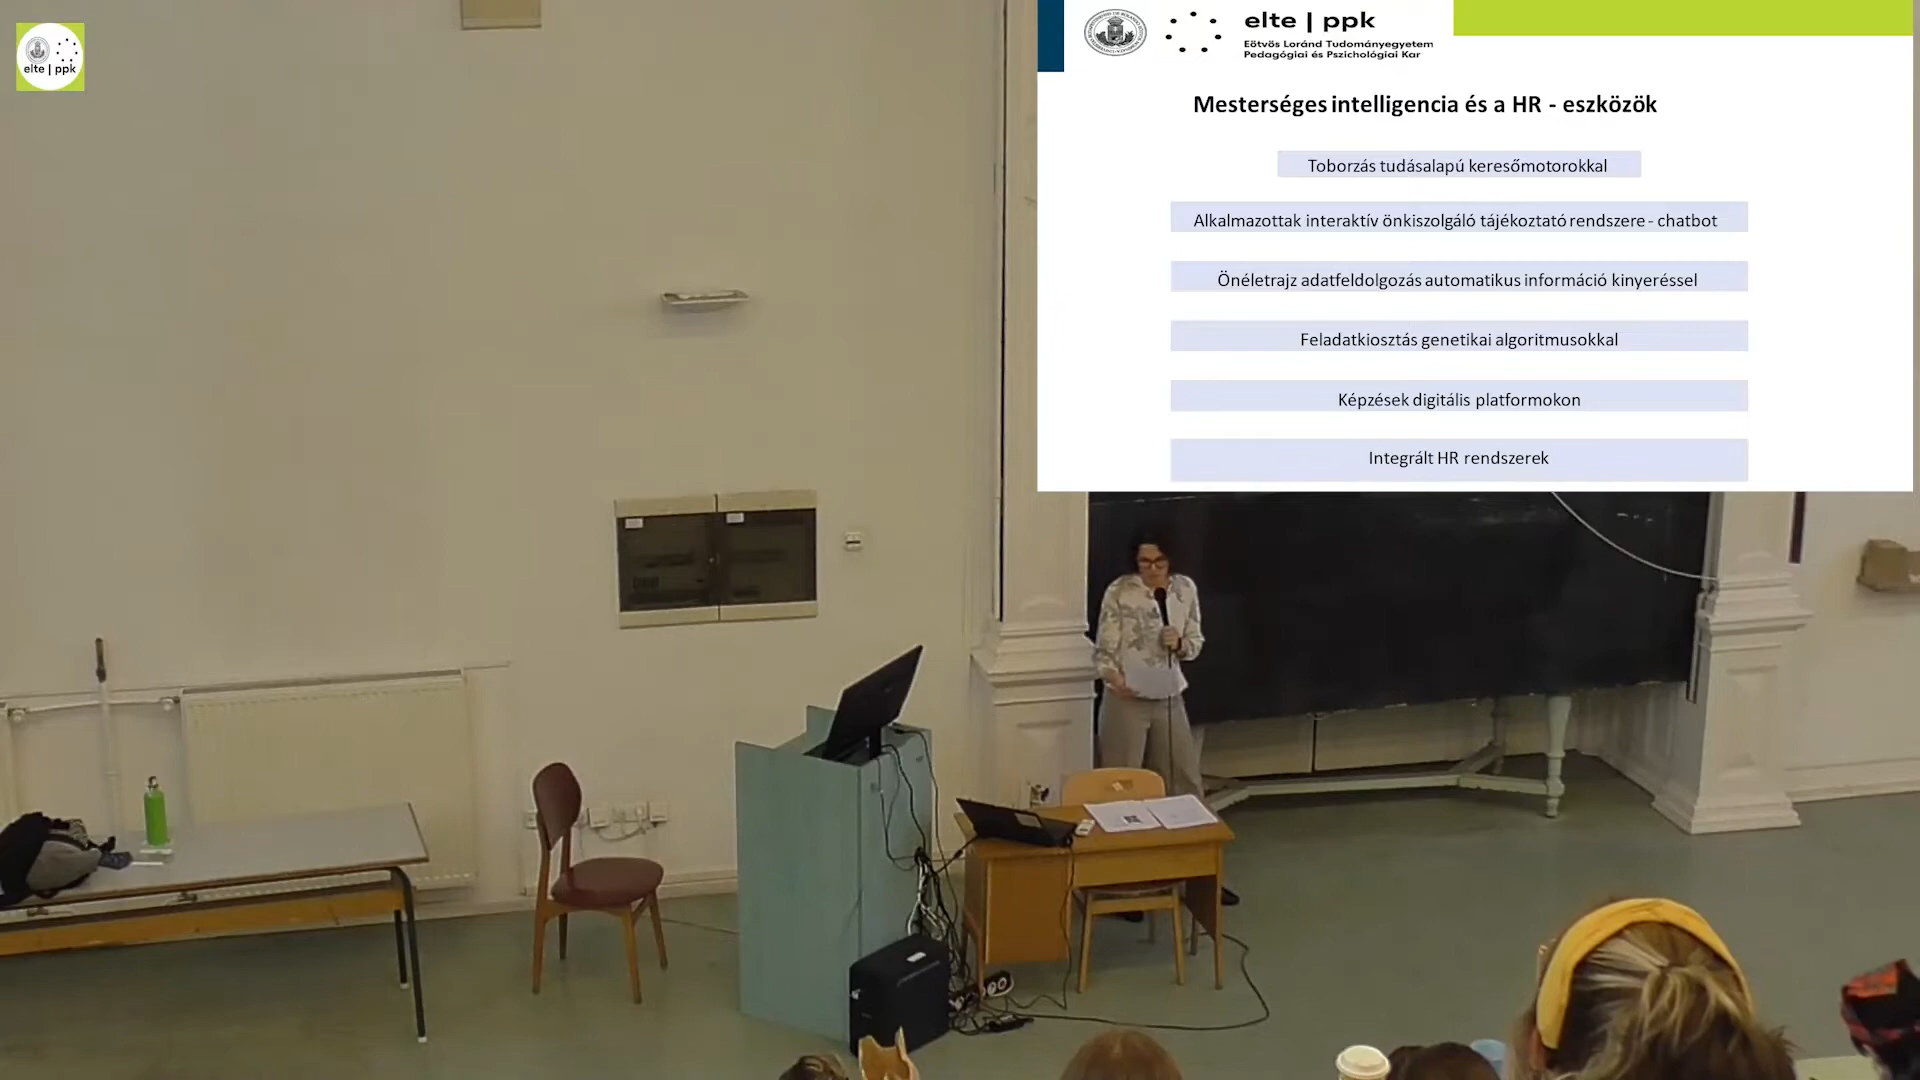 elte | ppk
elte | ppk
Eötvös Loránd Tudományegyetem
Pedagógiai és Pszichológiai Kar
Mesterséges intelligencia és a HR - eszközök
Toborzás tudásalapú keresőmotorokkal
Alkalmazottak interaktív önkiszolgáló tájékoztató rendszere - chatbot
Önéletrajz adatfeldolgozás automatikus információ kinyeréssel
Feladatkiosztás genetikai algoritmusokkal
Képzések digitális platformokon
Integrált HR rendszerek